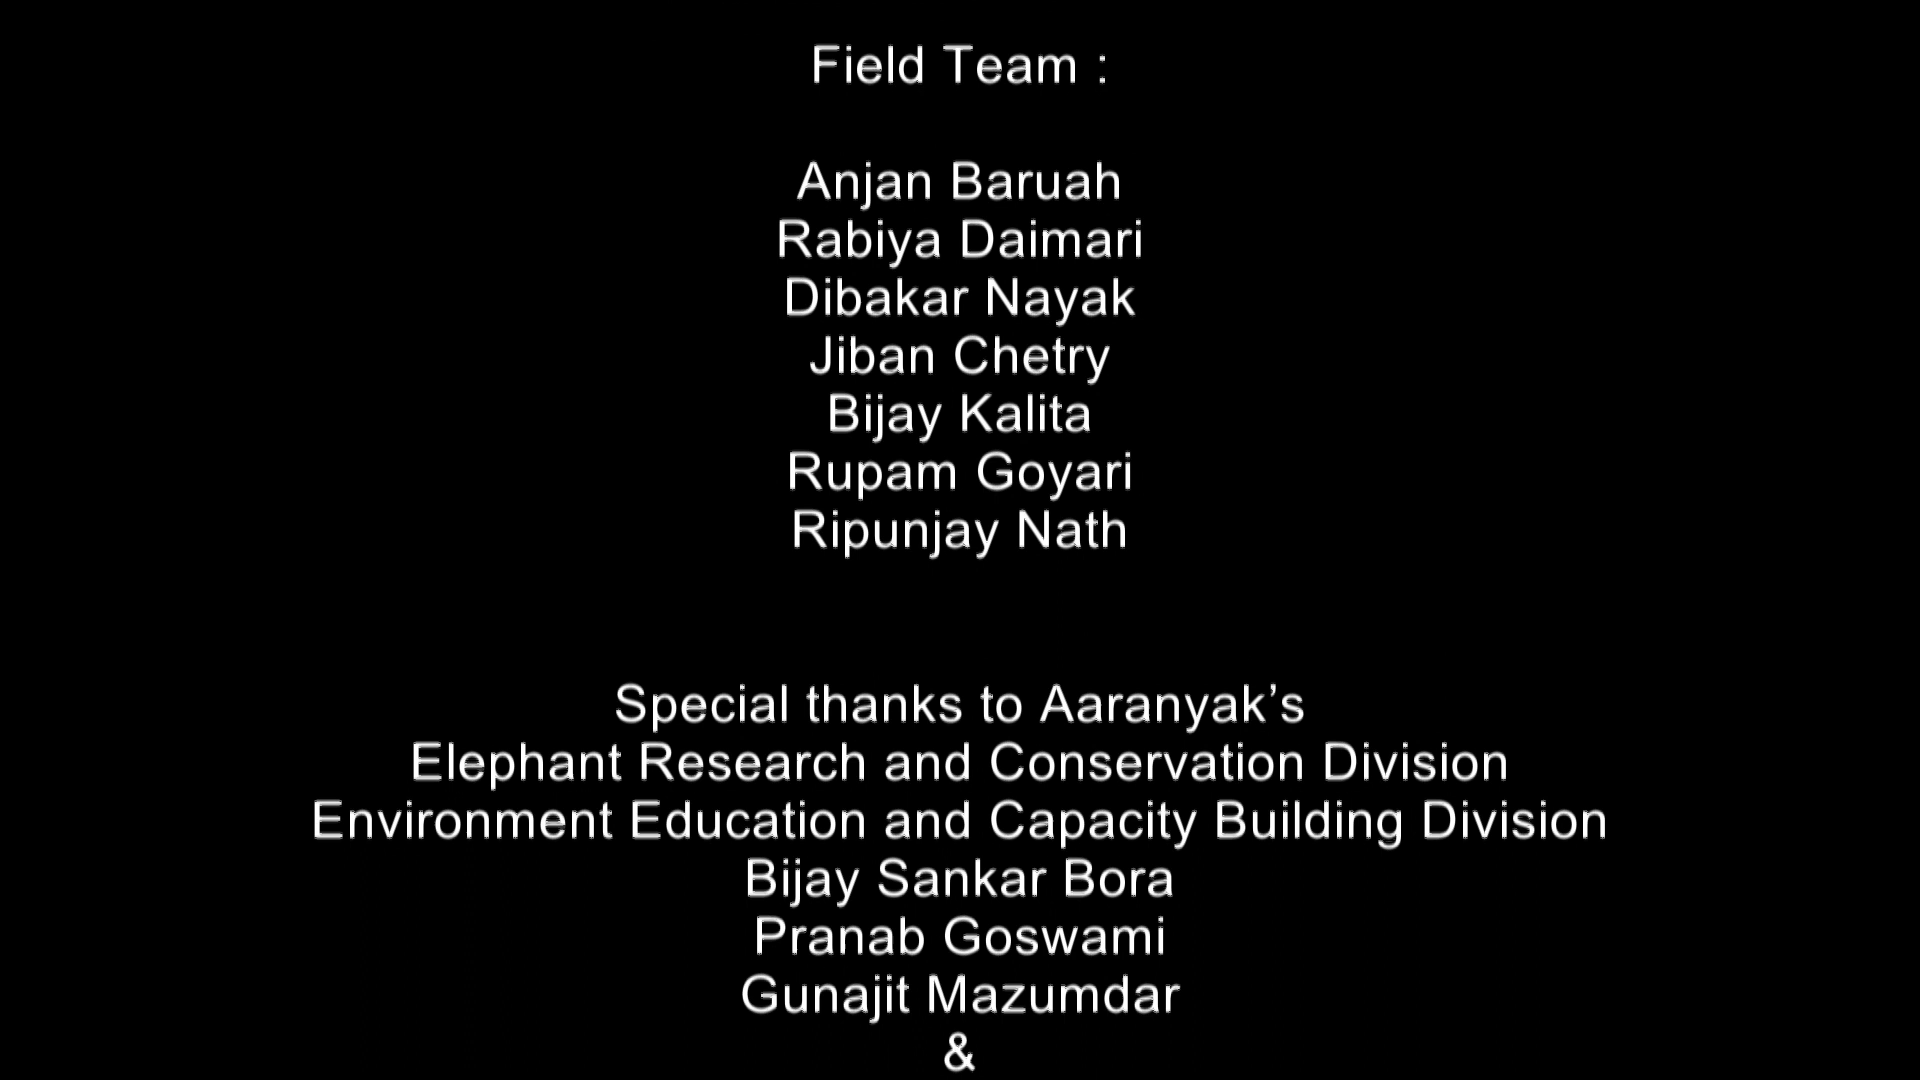 Field Team :
Anjan Baruah
Rabiya Daimari
Dibakar Nayak
Jiban Chetry
Bijay Kalita
Rupam Goyari
Ripunjay Nath
Special thanks to Aaranyak’s
Elephant Research and Conservation Division
Environment Education and Capacity Building Division
Bijay Sankar Bora
Pranab Goswami
Gunajit Mazumdar
&